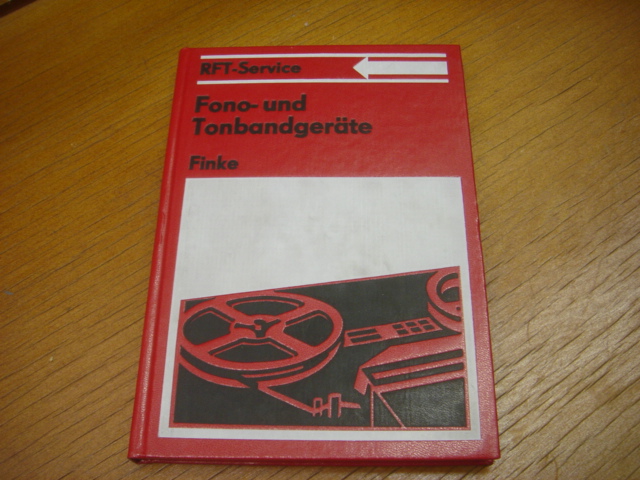 RFT-Service
Fono- und
Tonbandgeräte
Finke